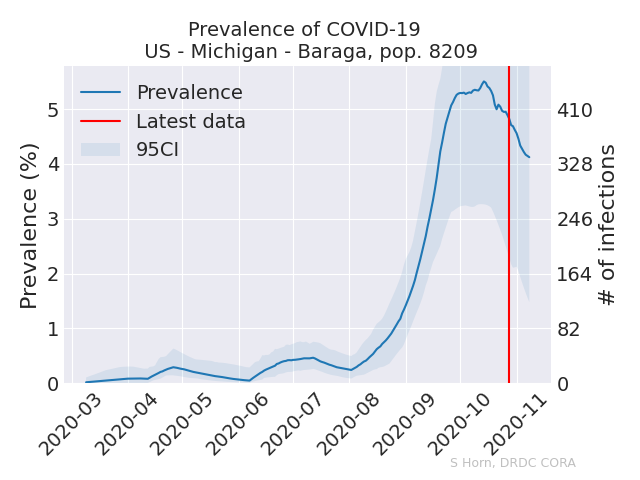 Prevalence of COVID-19
US - Michigan - Baraga, pop. 8209
Prevalence
Latest data
95CI
Prevalence (%)
5
4
3
2
1
0
410
328
246
164
82
0
# of infections
2020-03
2020-04
2020-05
2020-06
2020-07
2020-08
2020-09
2020-10
2020-11
S Horn, DRDC CORA